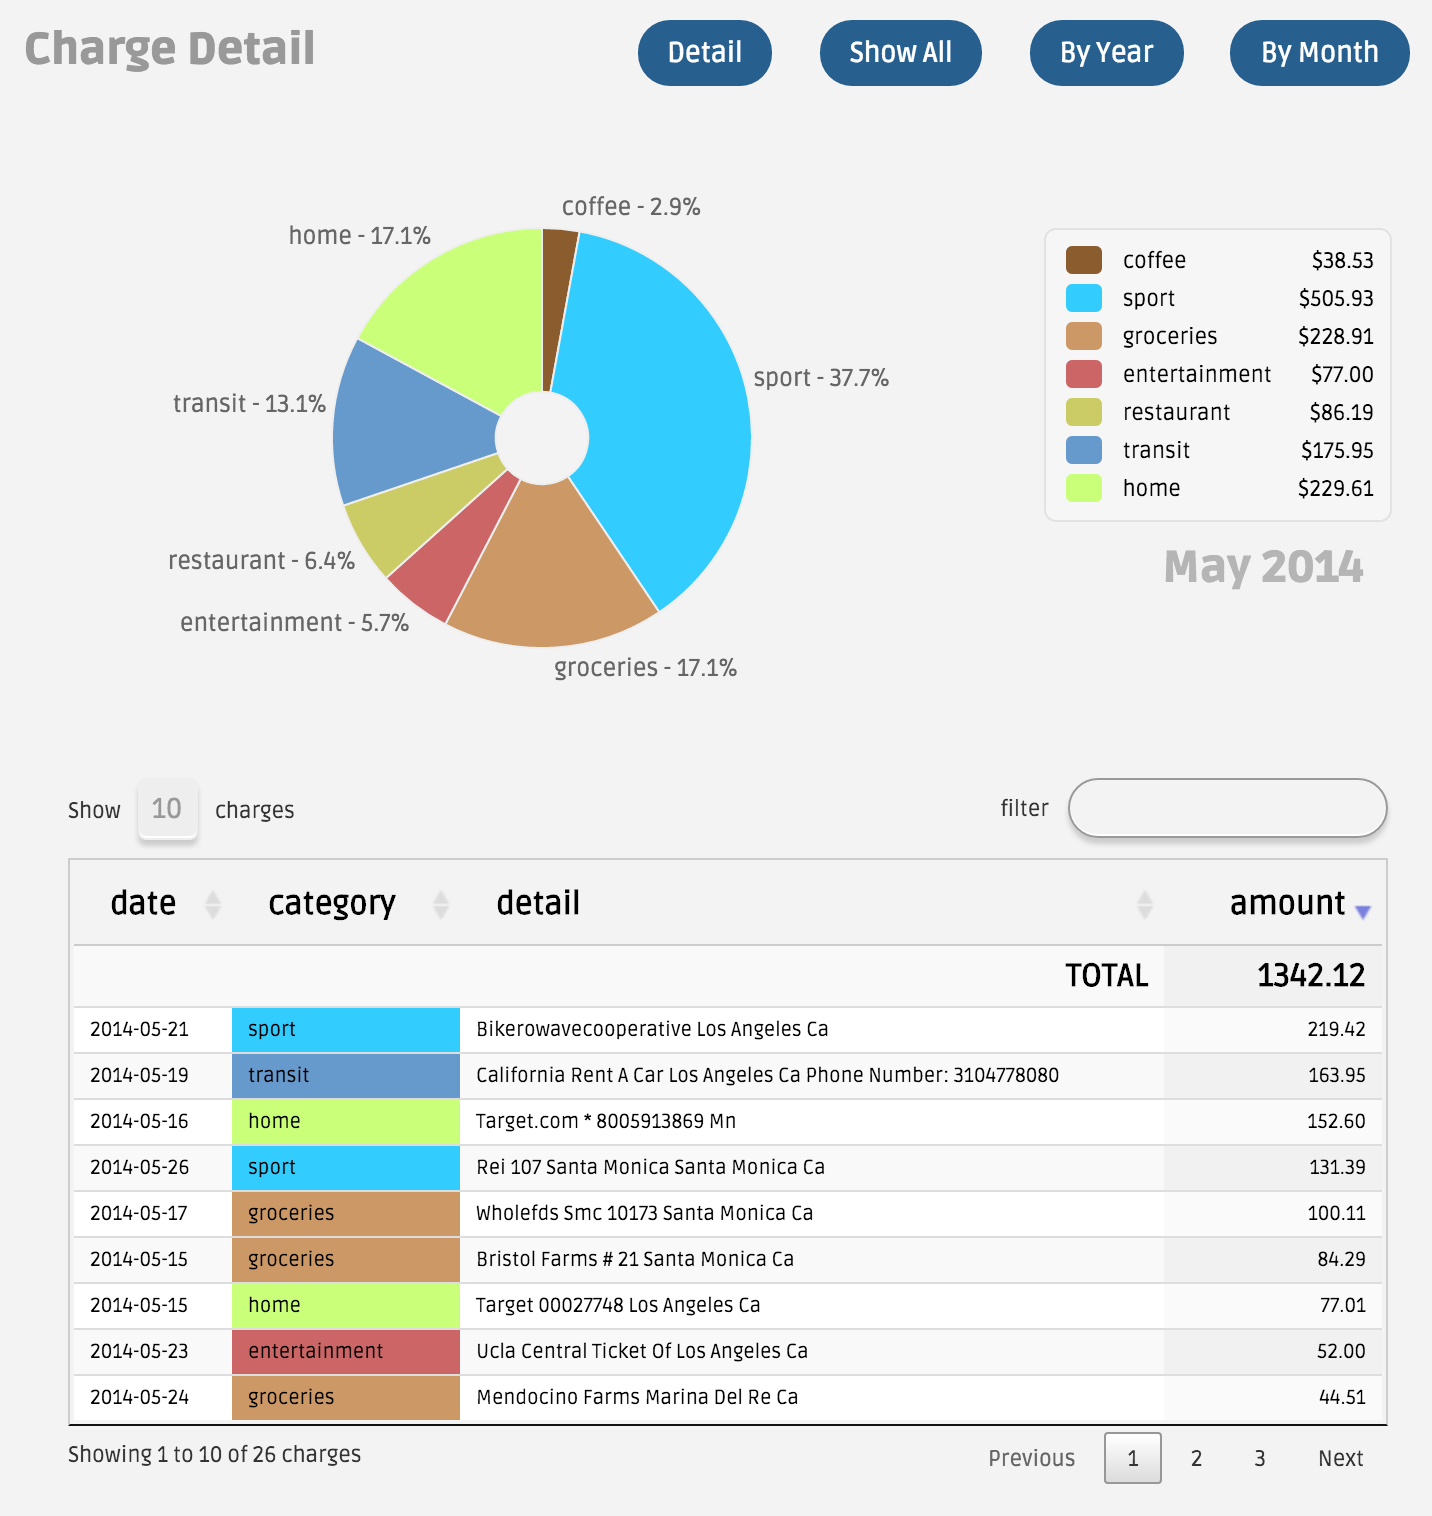 Charge Detail Detail Show All By Year By Month
coffee - 2.9%
home - 17.1%
sport - 37.7%
transit - 13.1%
restaurant - 6.4%
entertainment - 5.7%
groceries - 17.1%
coffee $38.53
sport $505.93
groceries $228.91
entertainment $77.00
restaurant $86.19
transit $175.95
home $229.61
May 2014
Show 10 charges filter
date category detail amount
TOTAL 1342.12
2014-05-21 sport Bikerowavecooperative Los Angeles Ca 219.42
2014-05-19 transit California Rent A Car Los Angeles Ca Phone Number: 3104778080 163.95
2014-05-16 home Target.com * 8005913869 Mn 152.60
2014-05-26 sport Rei 107 Santa Monica Santa Monica Ca 131.39
2014-05-17 groceries Wholefds Smc 10173 Santa Monica Ca 100.11
2014-05-15 groceries Bristol Farms # 21 Santa Monica Ca 84.29
2014-05-15 home Target 00027748 Los Angeles Ca 77.01
2014-05-23 entertainment Ucla Central Ticket Of Los Angeles Ca 52.00
2014-05-24 groceries Mendocino Farms Marina Del Re Ca 44.51
Showing 1 to 10 of 26 charges Previous 1 2 3 Next